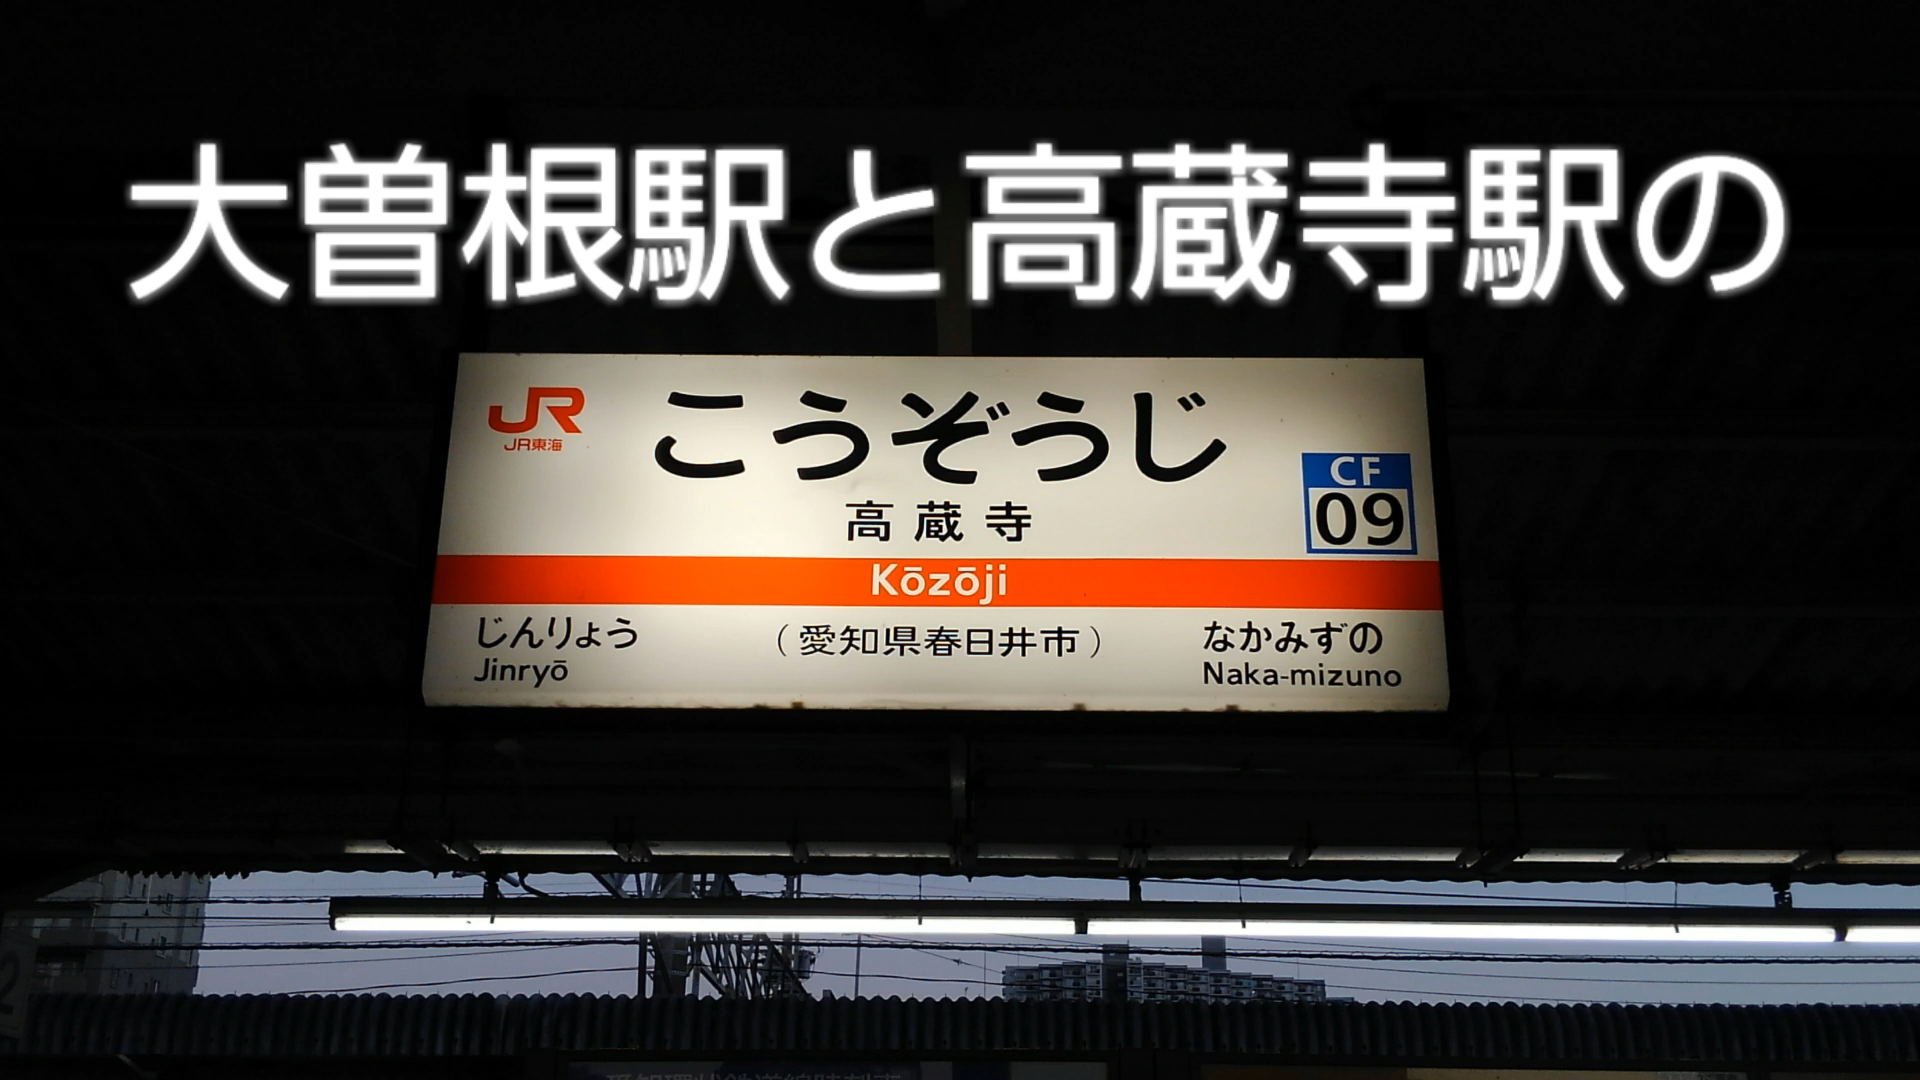 大曽根駅と高蔵寺駅の
JR
JR東海
こうぞうじ
高蔵寺
CF
09
Kōzōji
じんりょう
Jinryō
（愛知県春日井市）
なかみずの
Naka-mizuno
2